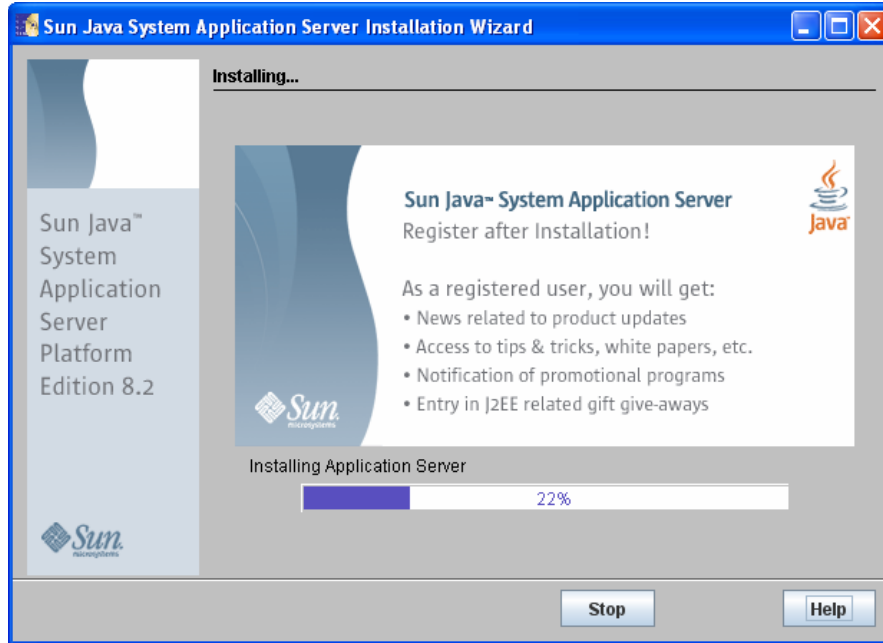 Sun Java System Application Server Installation Wizard
Installing...
Sun Java™
System
Application
Server
Platform
Edition 8.2
Sun
microsystems
Sun Java™ System Application Server
Register after Installation!
As a registered user, you will get:
• News related to product updates
• Access to tips & tricks, white papers, etc.
• Notification of promotional programs
• Entry in J2EE related gift give-aways
Java™
Sun
microsystems
Installing Application Server
22%
Stop
Help